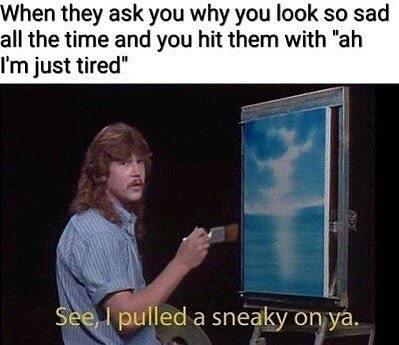 When they ask you why you look so sad
all the time and you hit them with "ah
I'm just tired"
See, I pulled a sneaky on ya.